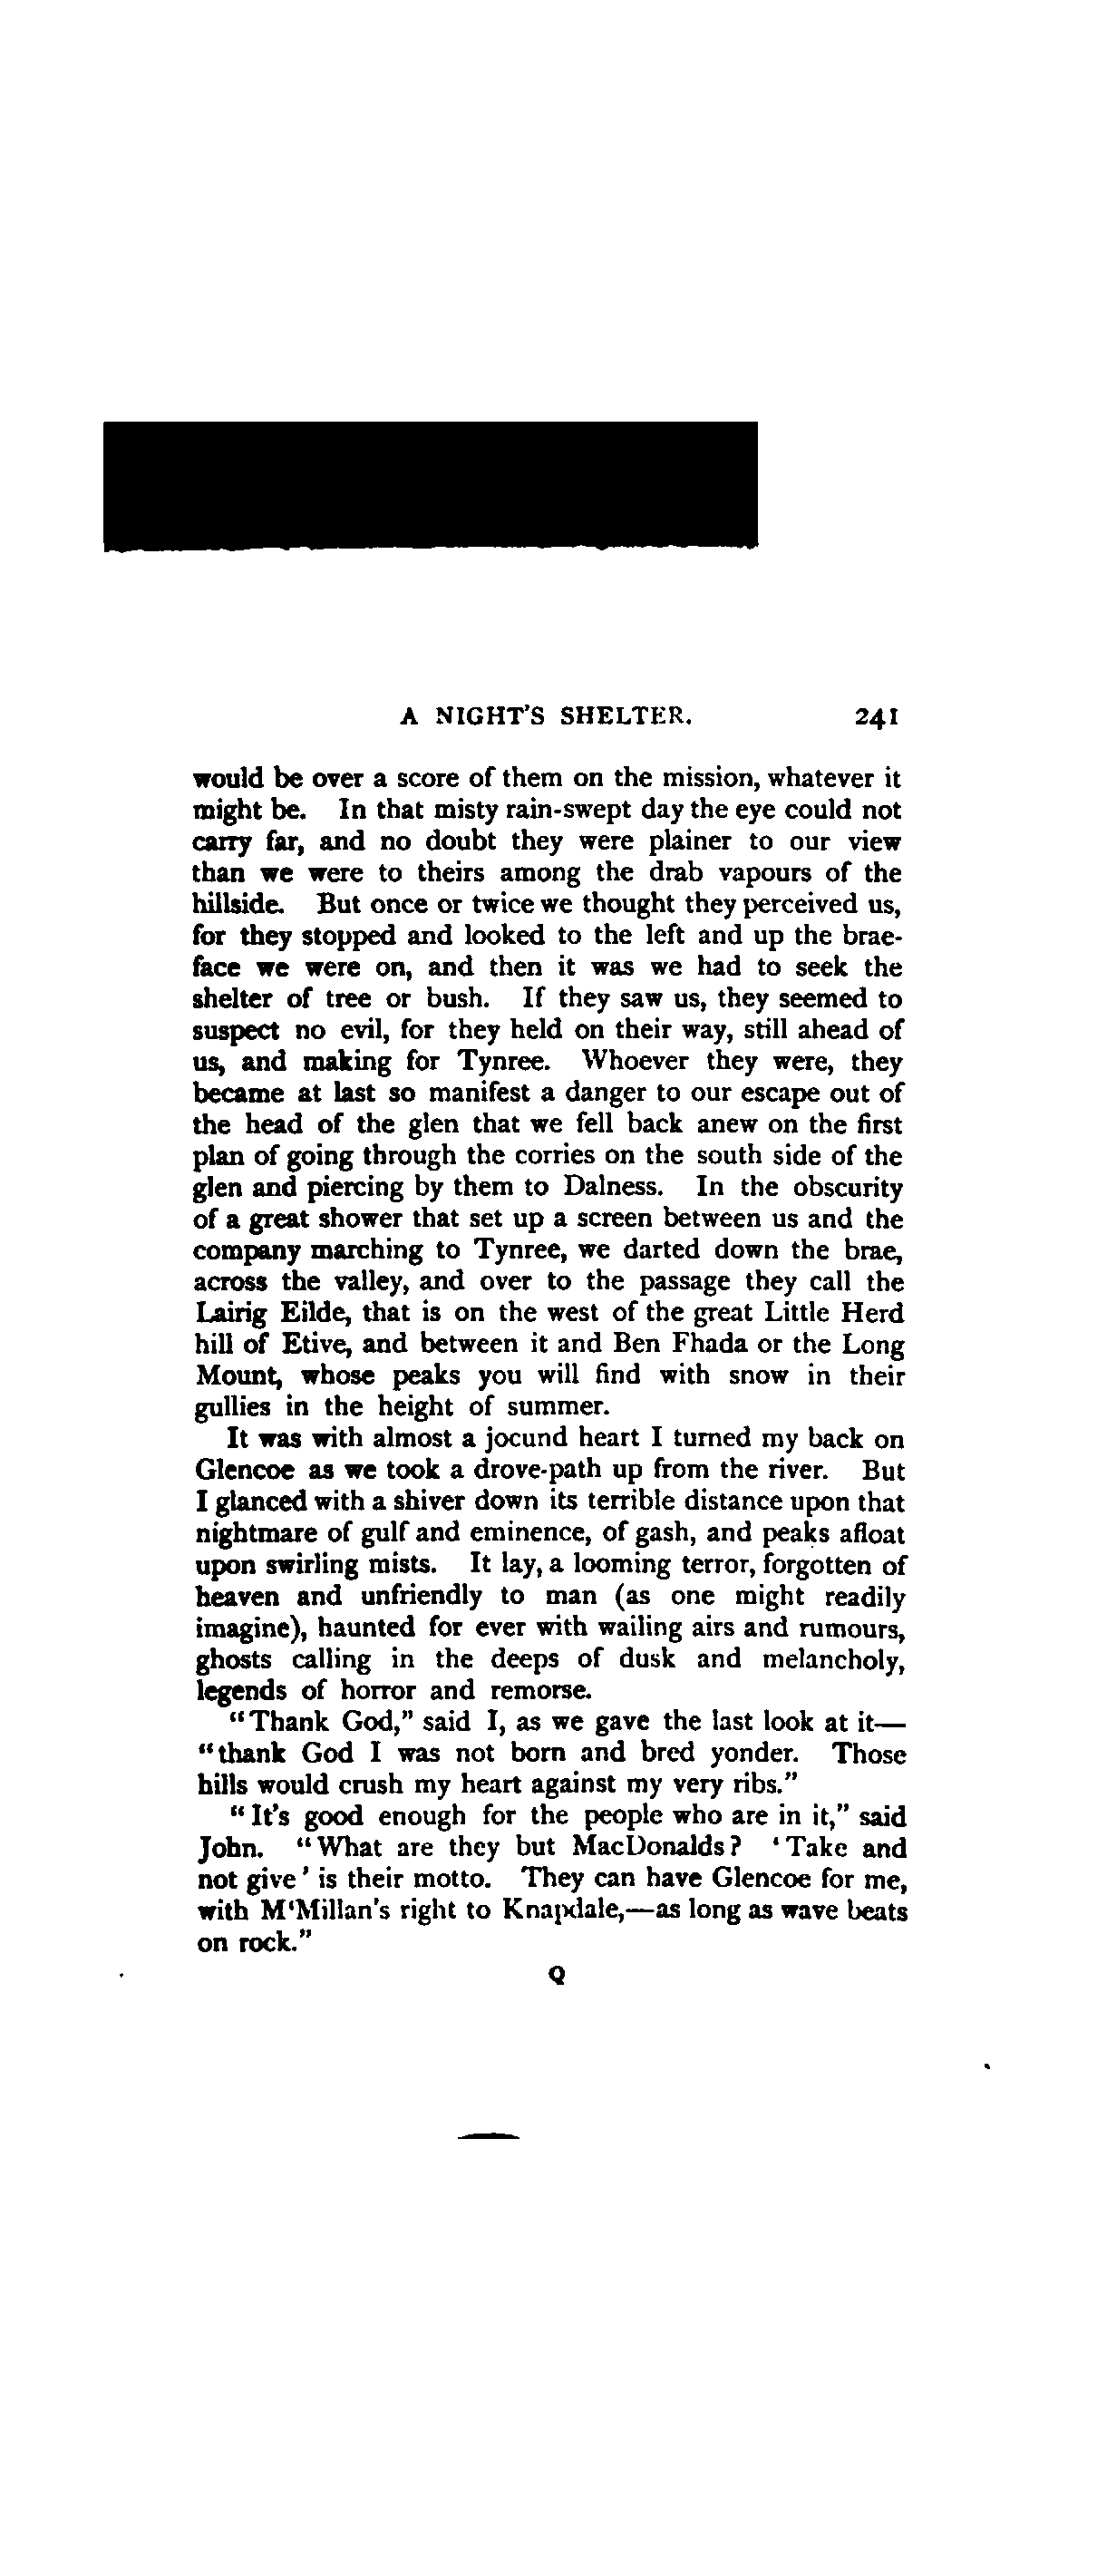 A NIGHT'S SHELTER. 241
would be over a score of them on the mission, whatever it
might be. In that misty rain-swept day the eye could not
carry far, and no doubt they were plainer to our view
than we were to theirs among the drab vapours of the
hillside. But once or twice we thought they perceived us,
for they stopped and looked to the left and up the brae-
face we were on, and then it was we had to seek the
shelter of tree or bush. If they saw us, they seemed to
suspect no evil, for they held on their way, still ahead of
us, and making for Tynree. Whoever they were, they
became at last so manifest a danger to our escape out of
the head of the glen that we fell back anew on the first
plan of going through the corries on the south side of the
glen and piercing by them to Dalness. In the obscurity
of a great shower that set up a screen between us and the
company marching to Tynree, we darted down the brae,
across the valley, and over to the passage they call the
Lairig Eilde, that is on the west of the great Little Herd
hill of Etive, and between it and Ben Fhada or the Long
Mount, whose peaks you will find with snow in their
gullies in the height of summer.
It was with almost a jocund heart I turned my back on
Glencoe as we took a drove-path up from the river. But
I glanced with a shiver down its terrible distance upon that
nightmare of gulf and eminence, of gash, and peaks afloat
upon swirling mists. It lay, a looming terror, forgotten of
heaven and unfriendly to man (as one might readily
imagine), haunted for ever with wailing airs and rumours,
ghosts calling in the deeps of dusk and melancholy,
legends of horror and remorse.
"Thank God," said I, as we gave the last look at it—
"thank God I was not born and bred yonder. Those
hills would crush my heart against my very ribs."
"It's good enough for the people who are in it," said
John. "What are they but MacDonalds? 'Take and
not give' is their motto. They can have Glencoe for me,
with M'Millan's right to Knapdale,—as long as wave beats
on rock."
Q